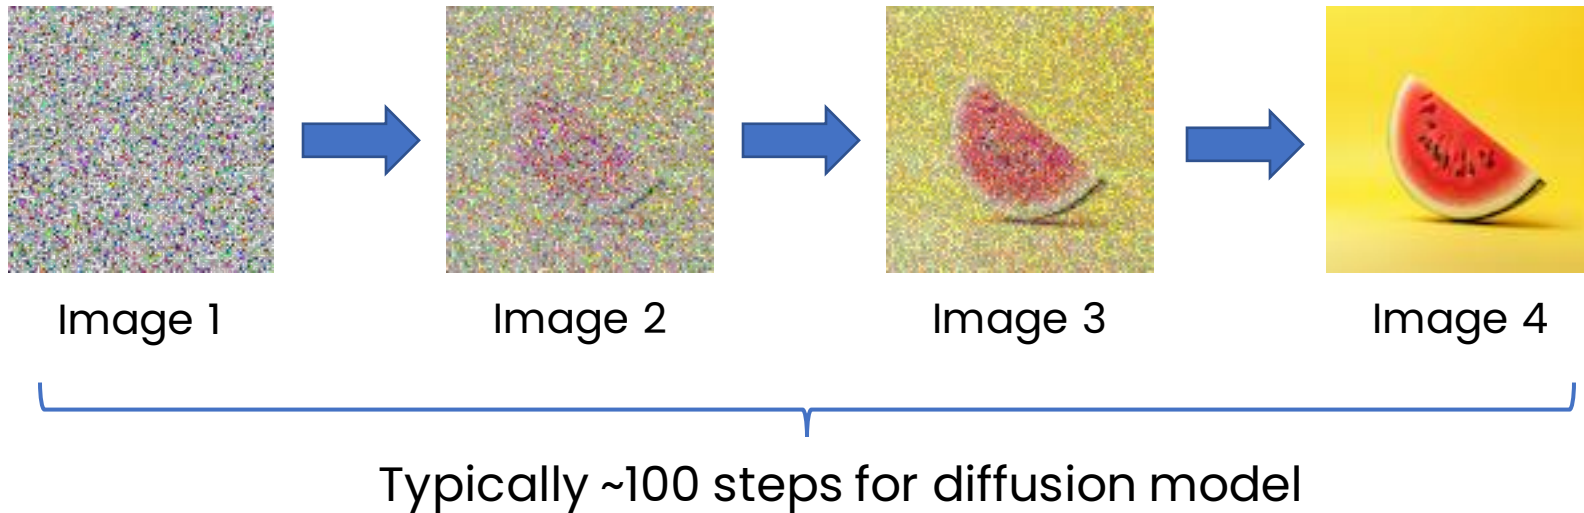 Image 1
Image 2
Image 3
Image 4
Typically ~100 steps for diffusion model